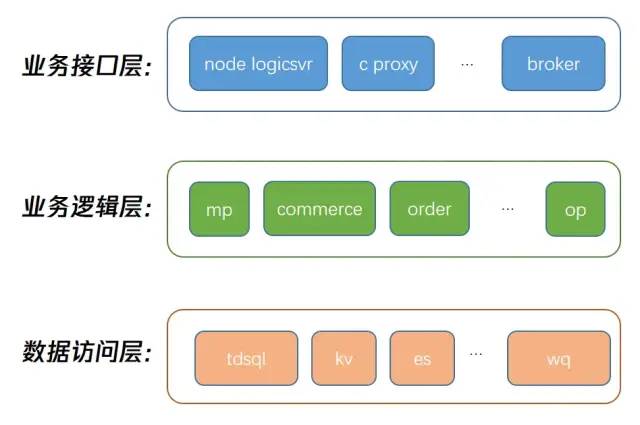 业务接口层：
node logicsvr c proxy ... broker
业务逻辑层：
mp commerce order ... op
数据访问层：
tdsql kv es ... wq